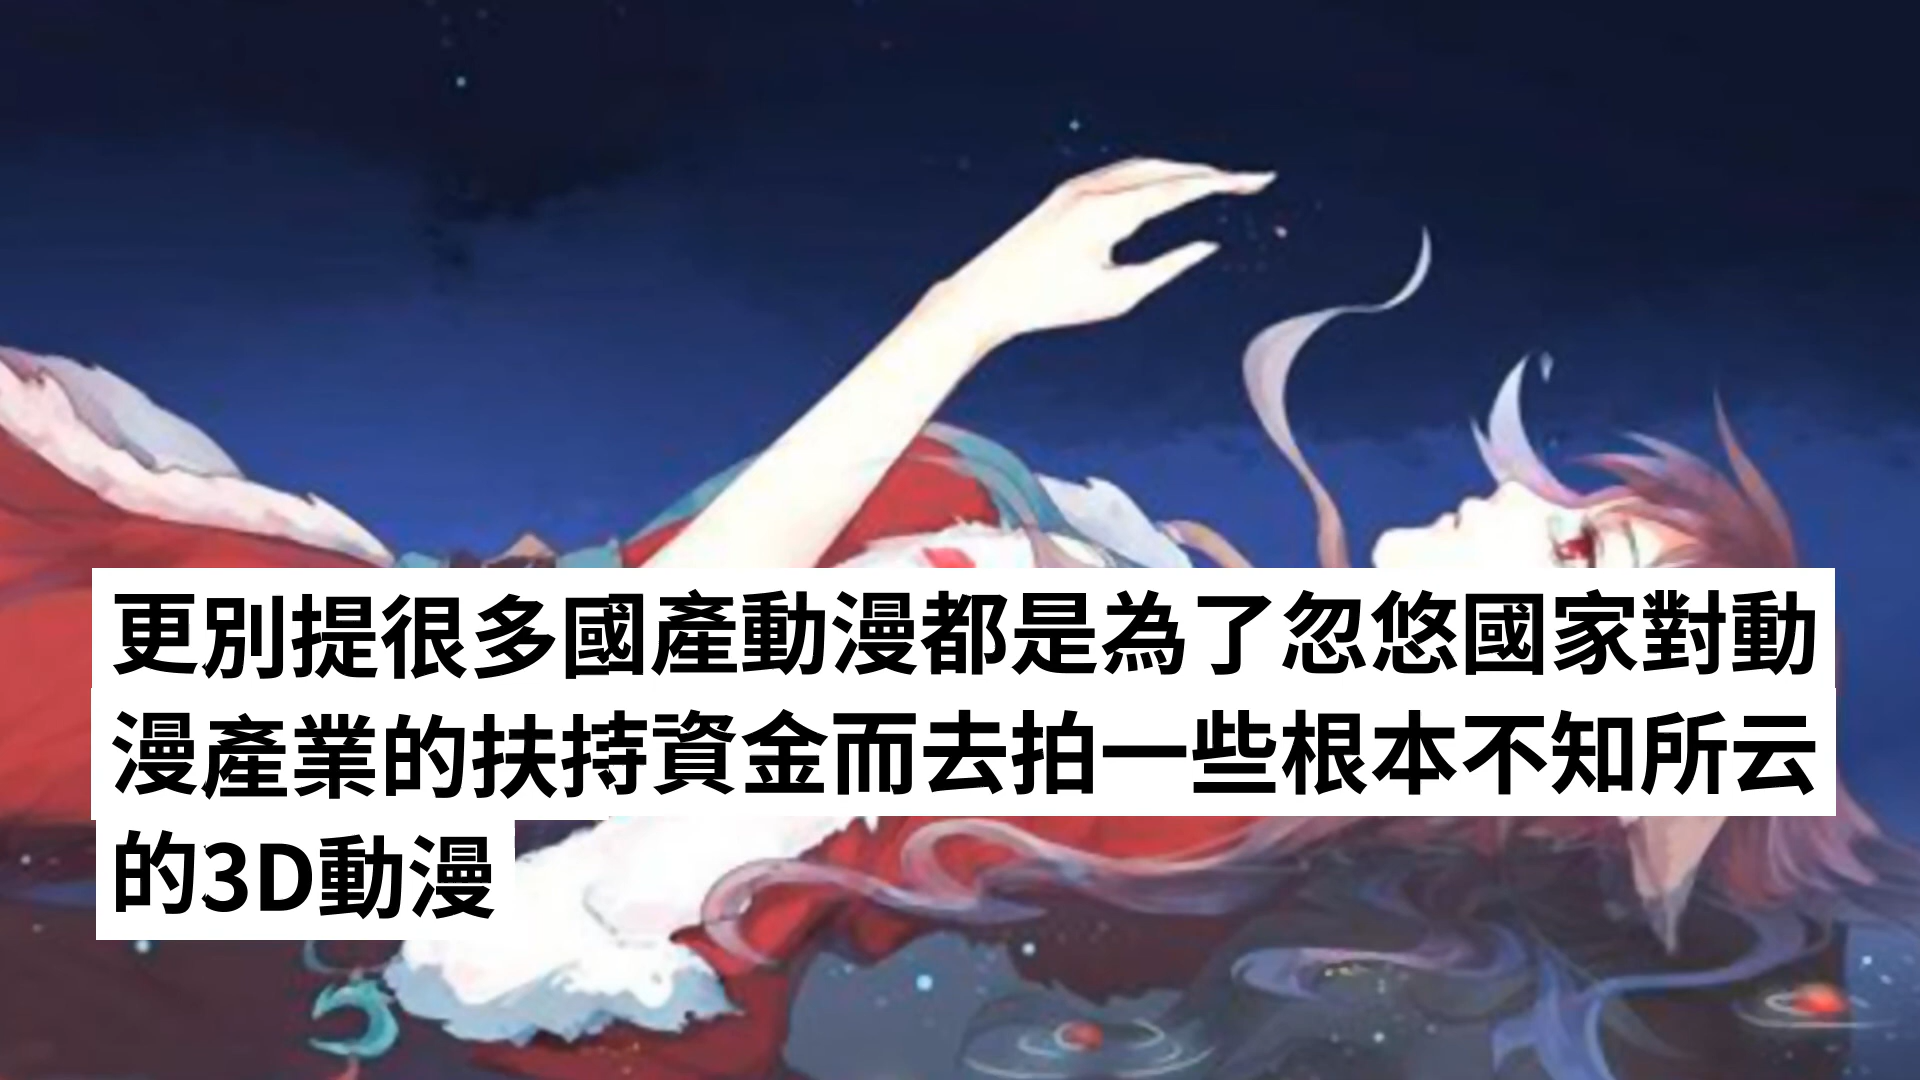 更別提很多國產動漫都是為了忽悠國家對動
漫產業的扶持資金而去拍一些根本不知所云
的3D動漫